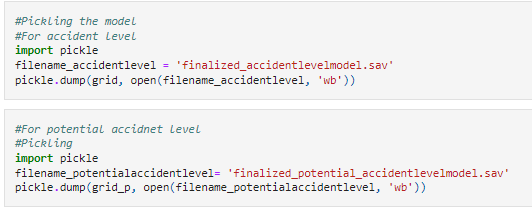 #Pickling the model
#For accident level
import pickle
filename_accidentlevel = 'finalized_accidentlevelmodel.sav'
pickle.dump(grid, open(filename_accidentlevel, 'wb'))
#For potential accidnet level
#Pickling
import pickle
filename_potentialaccidentlevel= 'finalized_potential_accidentlevelmodel.sav'
pickle.dump(grid_p, open(filename_potentialaccidentlevel, 'wb'))